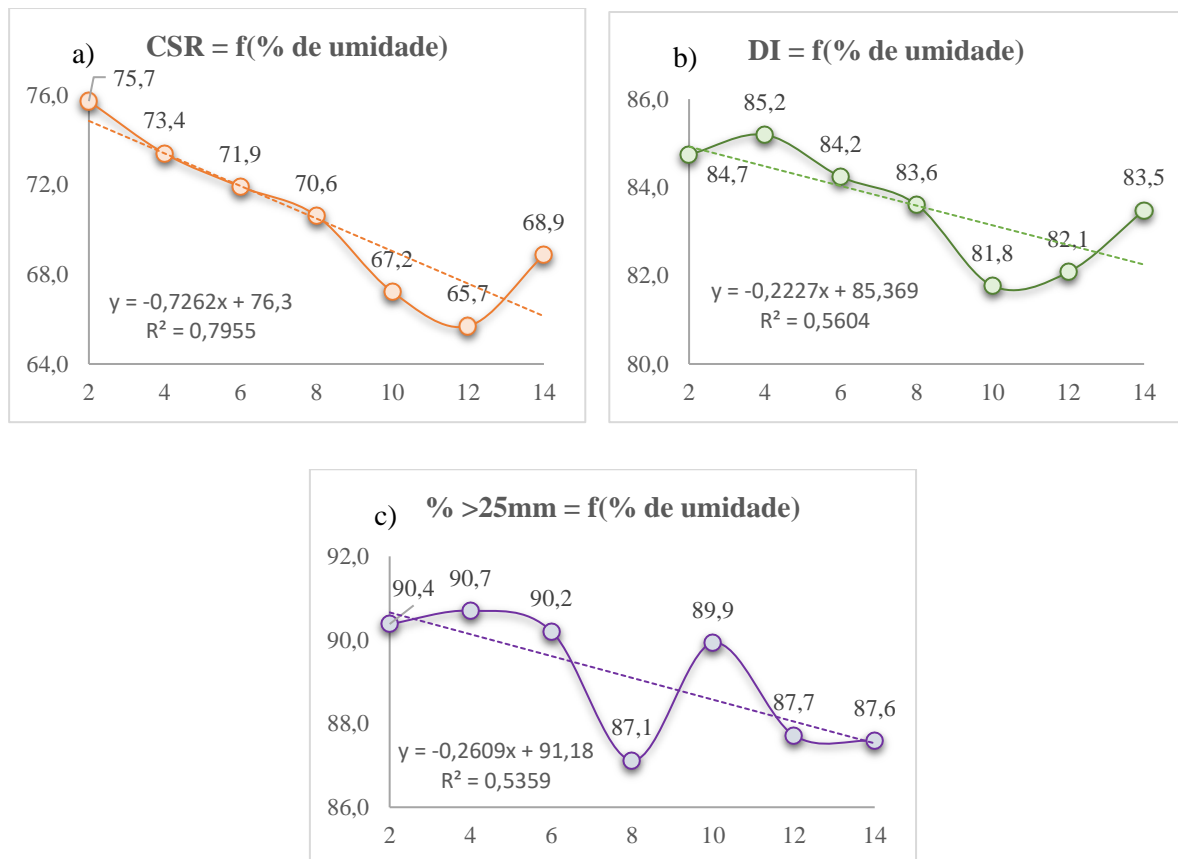 a)
CSR = f(% de umidade)
75,7
73,4
71,9
70,6
67,2
65,7
68,9
76,0
72,0
68,0
64,0
y = -0,7262x + 76,3
R² = 0,7955
2 4 6 8 10 12 14
b)
DI = f(% de umidade)
84,7
85,2
84,2
83,6
81,8
82,1
83,5
86,0
84,0
82,0
80,0
y = -0,2227x + 85,369
R² = 0,5604
2 4 6 8 10 12 14
c)
% >25mm = f(% de umidade)
90,4
90,7
90,2
87,1
89,9
87,7
87,6
92,0
90,0
88,0
86,0
y = -0,2609x + 91,18
R² = 0,5359
2 4 6 8 10 12 14